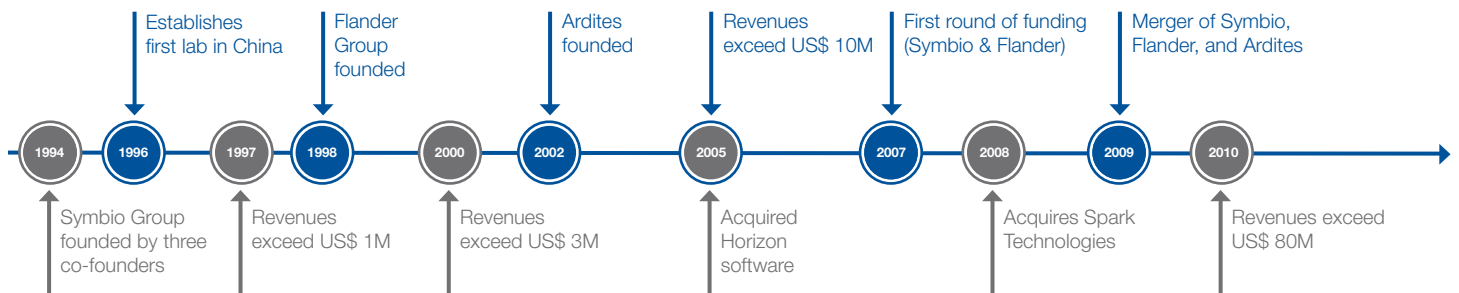 Establishes
first lab in China
Flander
Group
founded
Ardites
founded
Revenues
exceed US$ 10M
First round of funding
(Symbio & Flander)
Merger of Symbio,
Flander, and Ardites
1994
1996
1997
1998
2000
2002
2005
2007
2008
2009
2010
Symbio Group
founded by three
co-founders
Revenues
exceed US$ 1M
Revenues
exceed US$ 3M
Acquired
Horizon
software
Acquires Spark
Technologies
Revenues exceed
US$ 80M